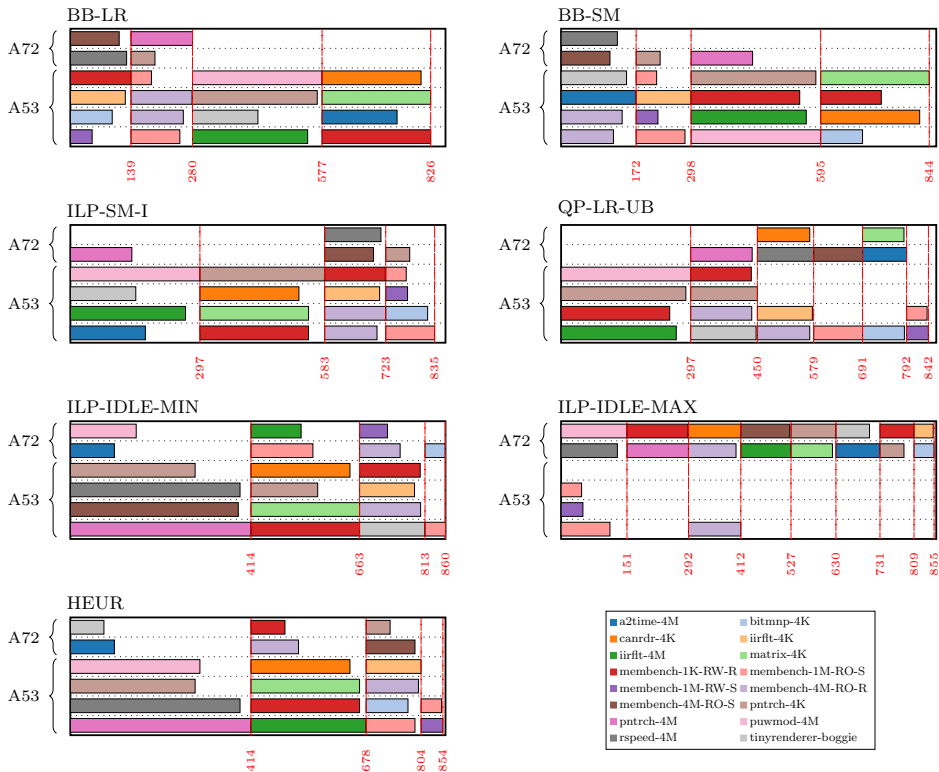 BB-LR
A72
A53
139
280
577
826
BB-SM
A72
A53
172
298
595
844
ILP-SM-I
A72
A53
297
583
723
835
QP-LR-UB
A72
A53
297
450
579
691
792
842
ILP-IDLE-MIN
A72
A53
414
663
813
860
ILP-IDLE-MAX
A72
A53
151
292
412
527
630
731
809
855
HEUR
A72
A53
414
678
804
854
a2time-4M
bitmnp-4K
canrdr-4K
iirflt-4K
iirflt-4M
matrix-4K
membench-1K-RW-R
membench-1M-RO-S
membench-1M-RW-S
membench-4M-RO-R
membench-4M-RO-S
pntrch-4K
pntrch-4M
puwmod-4M
rspeed-4M
tinyrenderer-boggie